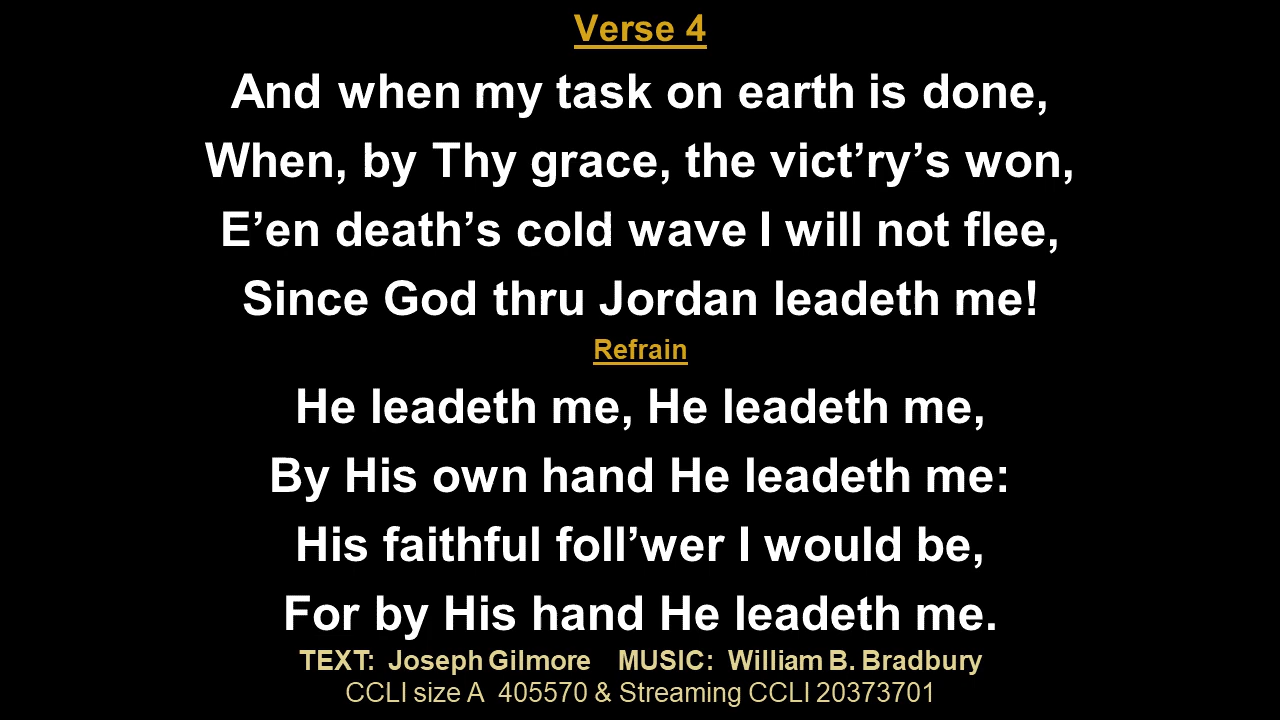 Verse 4
And when my task on earth is done,
When, by Thy grace, the vict’ry’s won,
E’en death’s cold wave I will not flee,
Since God thru Jordan leadeth me!
Refrain
He leadeth me, He leadeth me,
By His own hand He leadeth me:
His faithful foll’wer I would be,
For by His hand He leadeth me.
TEXT:  Joseph Gilmore    MUSIC:  William B. Bradbury
CCLI size A  405570 & Streaming CCLI 20373701